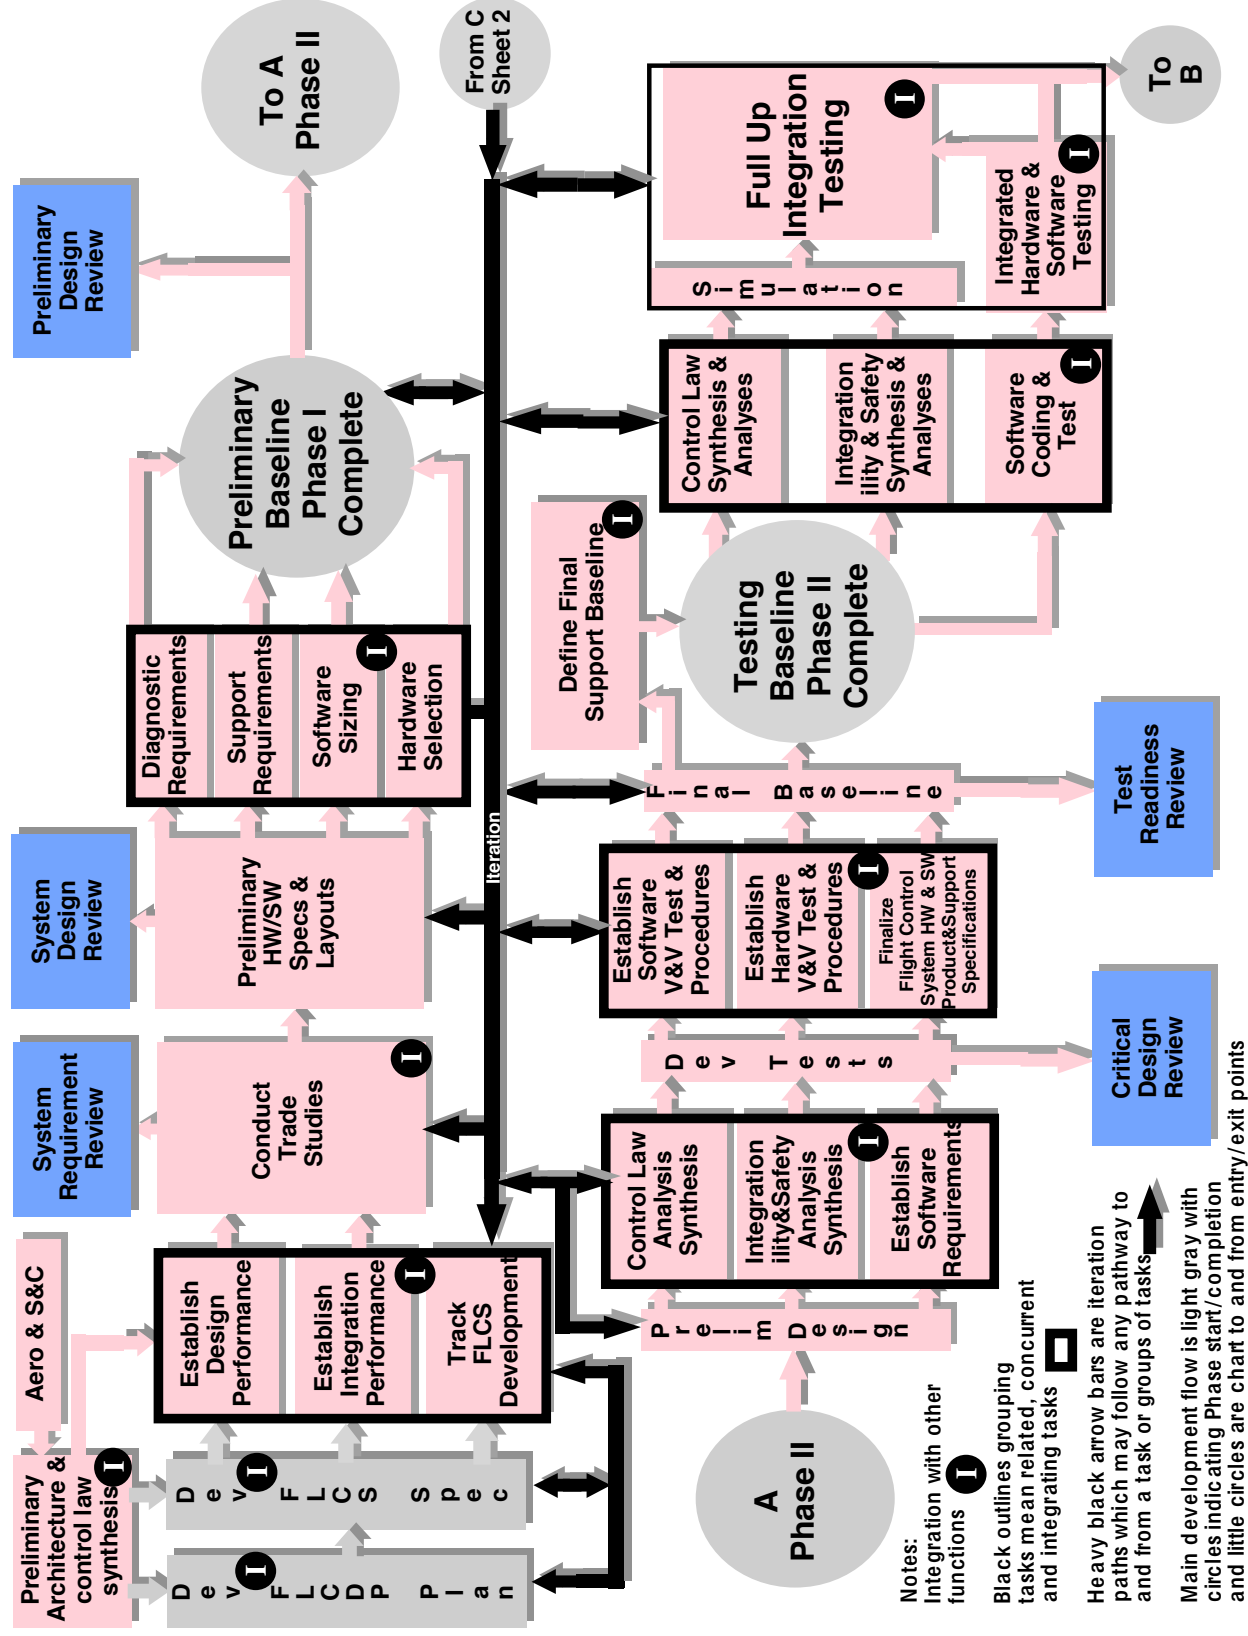 Preliminary
Architecture &
control law
synthesis
I
Aero & S&C
System
Requirement
Review
System
Design
Review
Preliminary
Design
Review
Dev FLCDP Plan
I
Dev FLCS Spec
I
Establish
Design
Performance
Establish
Integration
Performance
I
Track
FLCS
Development
Conduct
Trade
Studies
I
Preliminary
HW/SW
Specs &
Layouts
Diagnostic
Requirements
Support
Requirements
Software
Sizing
I
Hardware
Selection
Preliminary
Baseline
Phase I
Complete
To A
Phase II
From C
Sheet 2
Iteration
A
Phase II
Prelim Design
Control Law
Analysis
Synthesis
Integration
ility&Safety
Analysis
Synthesis
I
Establish
Software
Requirements
Dev Tests
Establish
Software
V&V Test &
Procedures
Establish
Hardware
V&V Test &
Procedures
I
Finalize
Flight Control
System HW & SW
Product&Support
Specifications
Final Baseline
Define Final
Support Baseline
I
Testing
Baseline
Phase II
Complete
Control Law
Synthesis &
Analyses
Integration
ility & Safety
Synthesis &
Analyses
Software
Coding &
Test
I
Simulation
Full Up
Integration
Testing
I
Integrated
Hardware &
Software
Testing
I
To
B
Critical
Design
Review
Test
Readiness
Review
Notes:
Integration with other
functions
I
Black outlines grouping
tasks mean related, concurrent
and integrating tasks
Heavy black arrow bars are iteration
paths which may follow any pathway to
and from a task or groups of tasks
Main development flow is light gray with
circles indicating Phase start/completion
and little circles are chart to and from entry/exit points